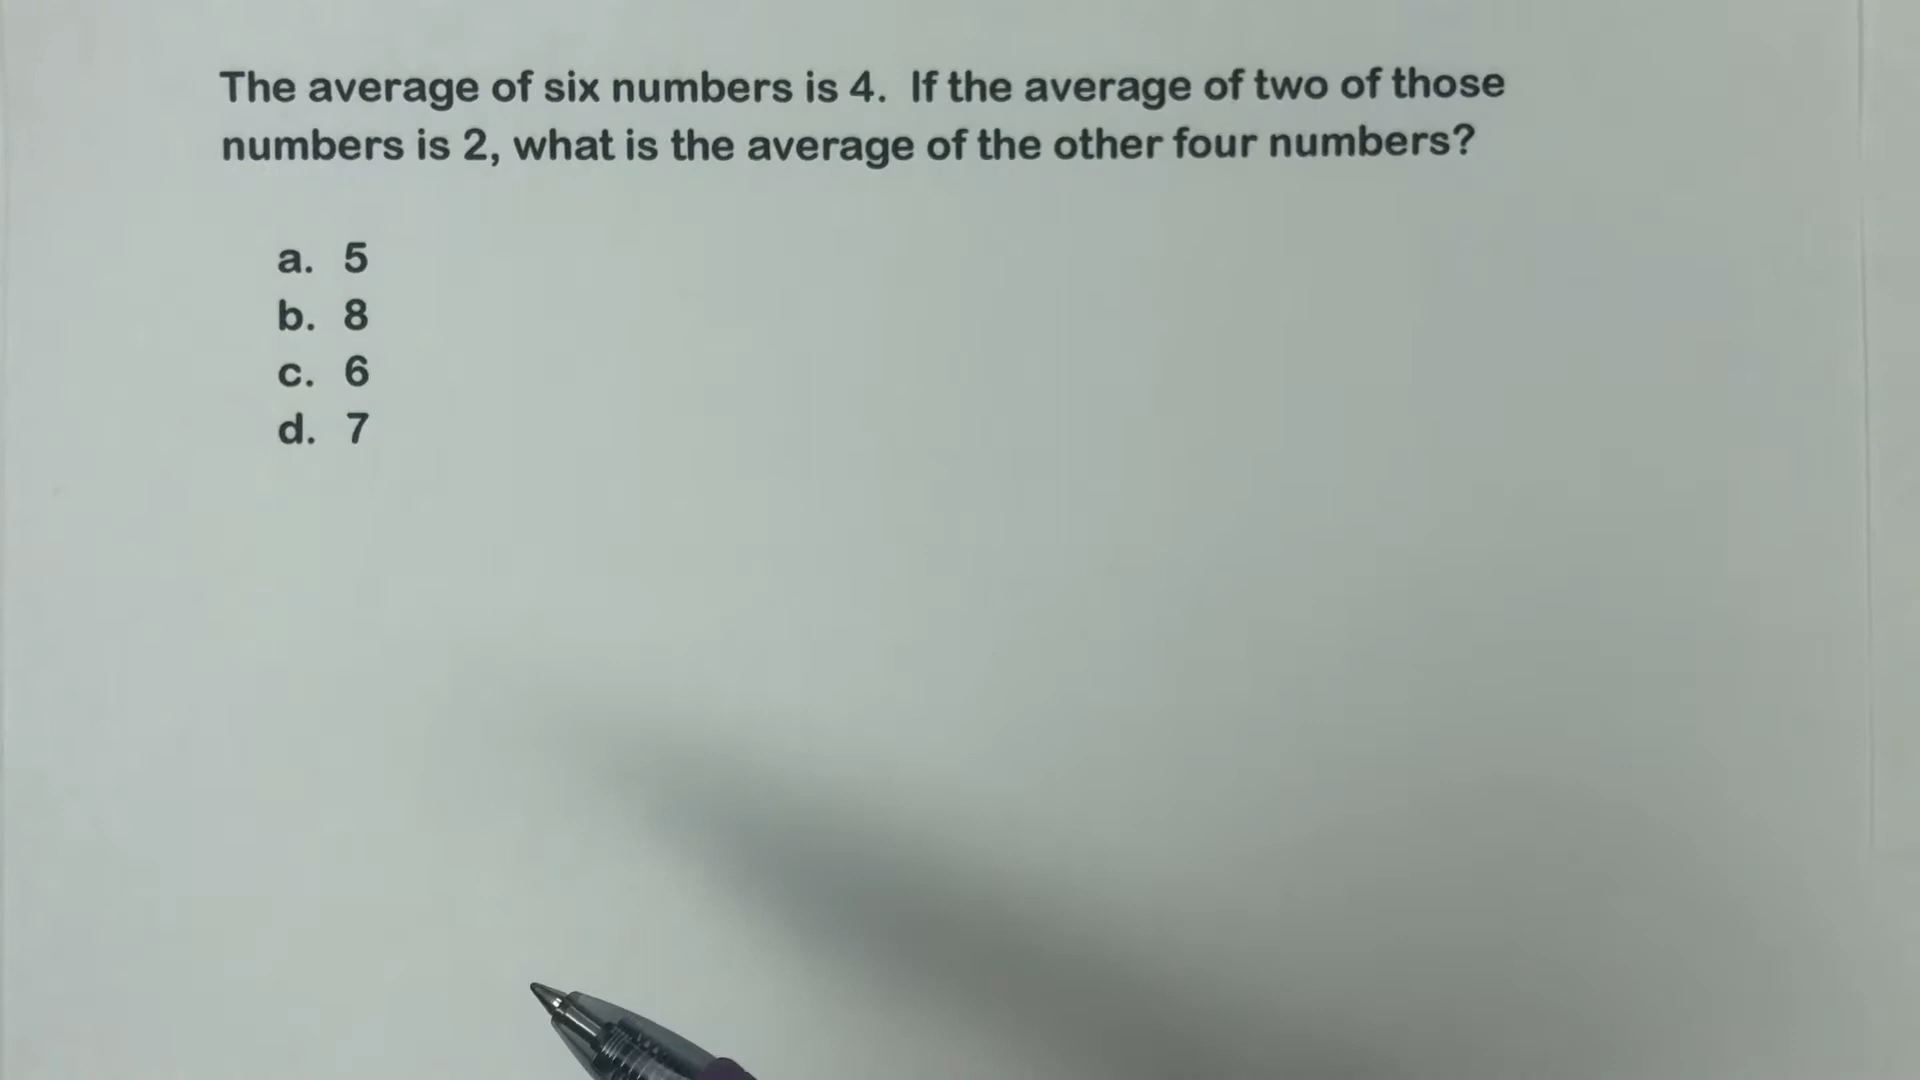 The average of six numbers is 4. If the average of two of those
numbers is 2, what is the average of the other four numbers?
a. 5
b. 8
c. 6
d. 7